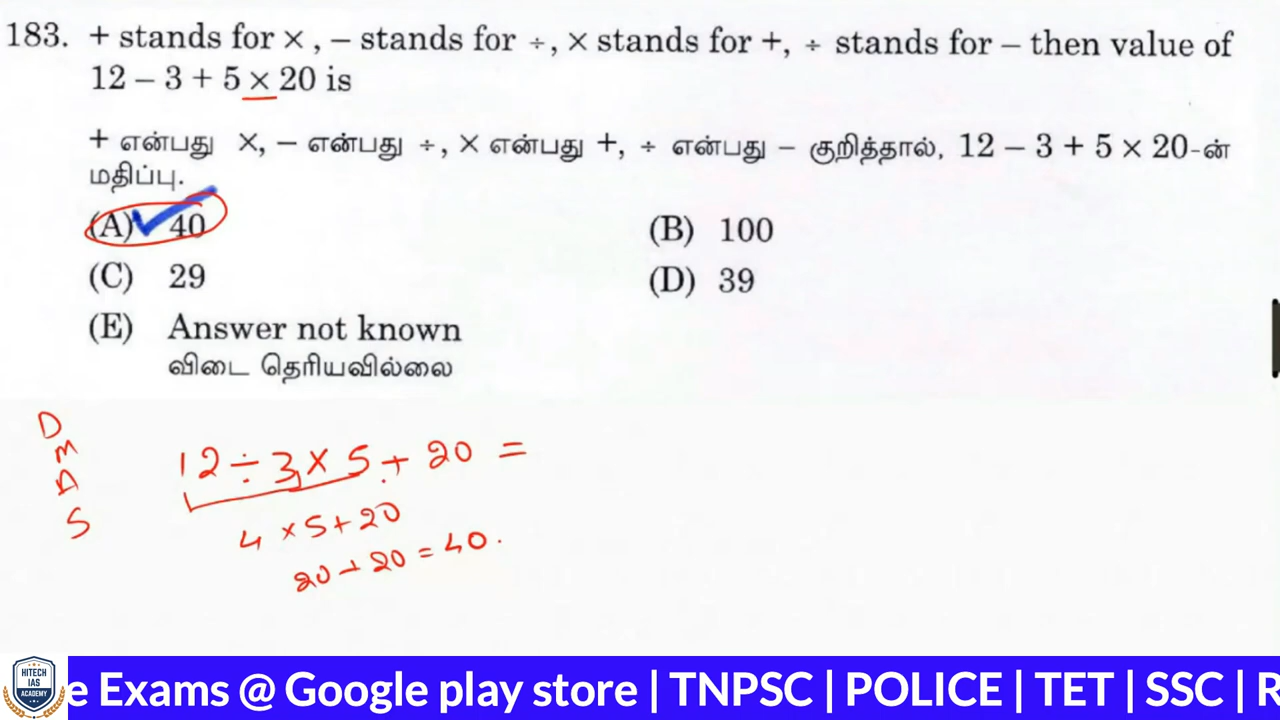 183. + stands for ×, – stands for ÷, × stands for +, ÷ stands for – then value of
12 – 3 + 5 × 20 is
+ என்பது ×, – என்பது ÷, × என்பது +, ÷ என்பது – குறித்தால், 12 – 3 + 5 × 20-ன்
மதிப்பு.
(A) 40
(B) 100
(C) 29
(D) 39
(E) Answer not known
விடை தெரியவில்லை
D
M
A
S
12 ÷ 3 × 5 + 20 =
4 × 5 + 20
20 + 20 = 40.
HITECH
IAS
ACADEMY
e Exams @ Google play store | TNPSC | POLICE | TET | SSC | R